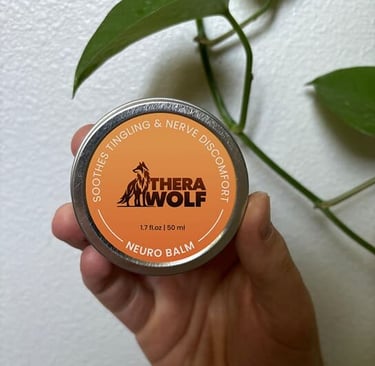 SOOTHES TINGLING & NERVE DISCOMFORT
THERA
WOLF
1.7 fl.oz | 50 ml
NEURO BALM